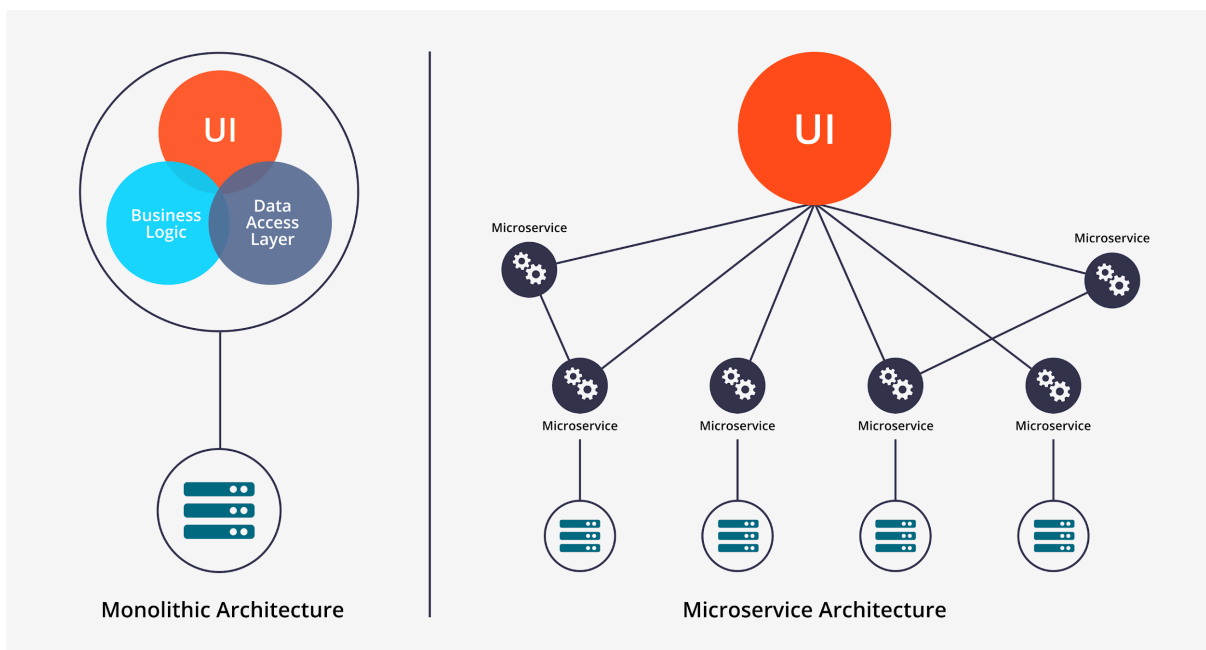 UI
Business
Logic
Data
Access
Layer
Monolithic Architecture
UI
Microservice
Microservice
Microservice
Microservice
Microservice
Microservice
Microservice Architecture